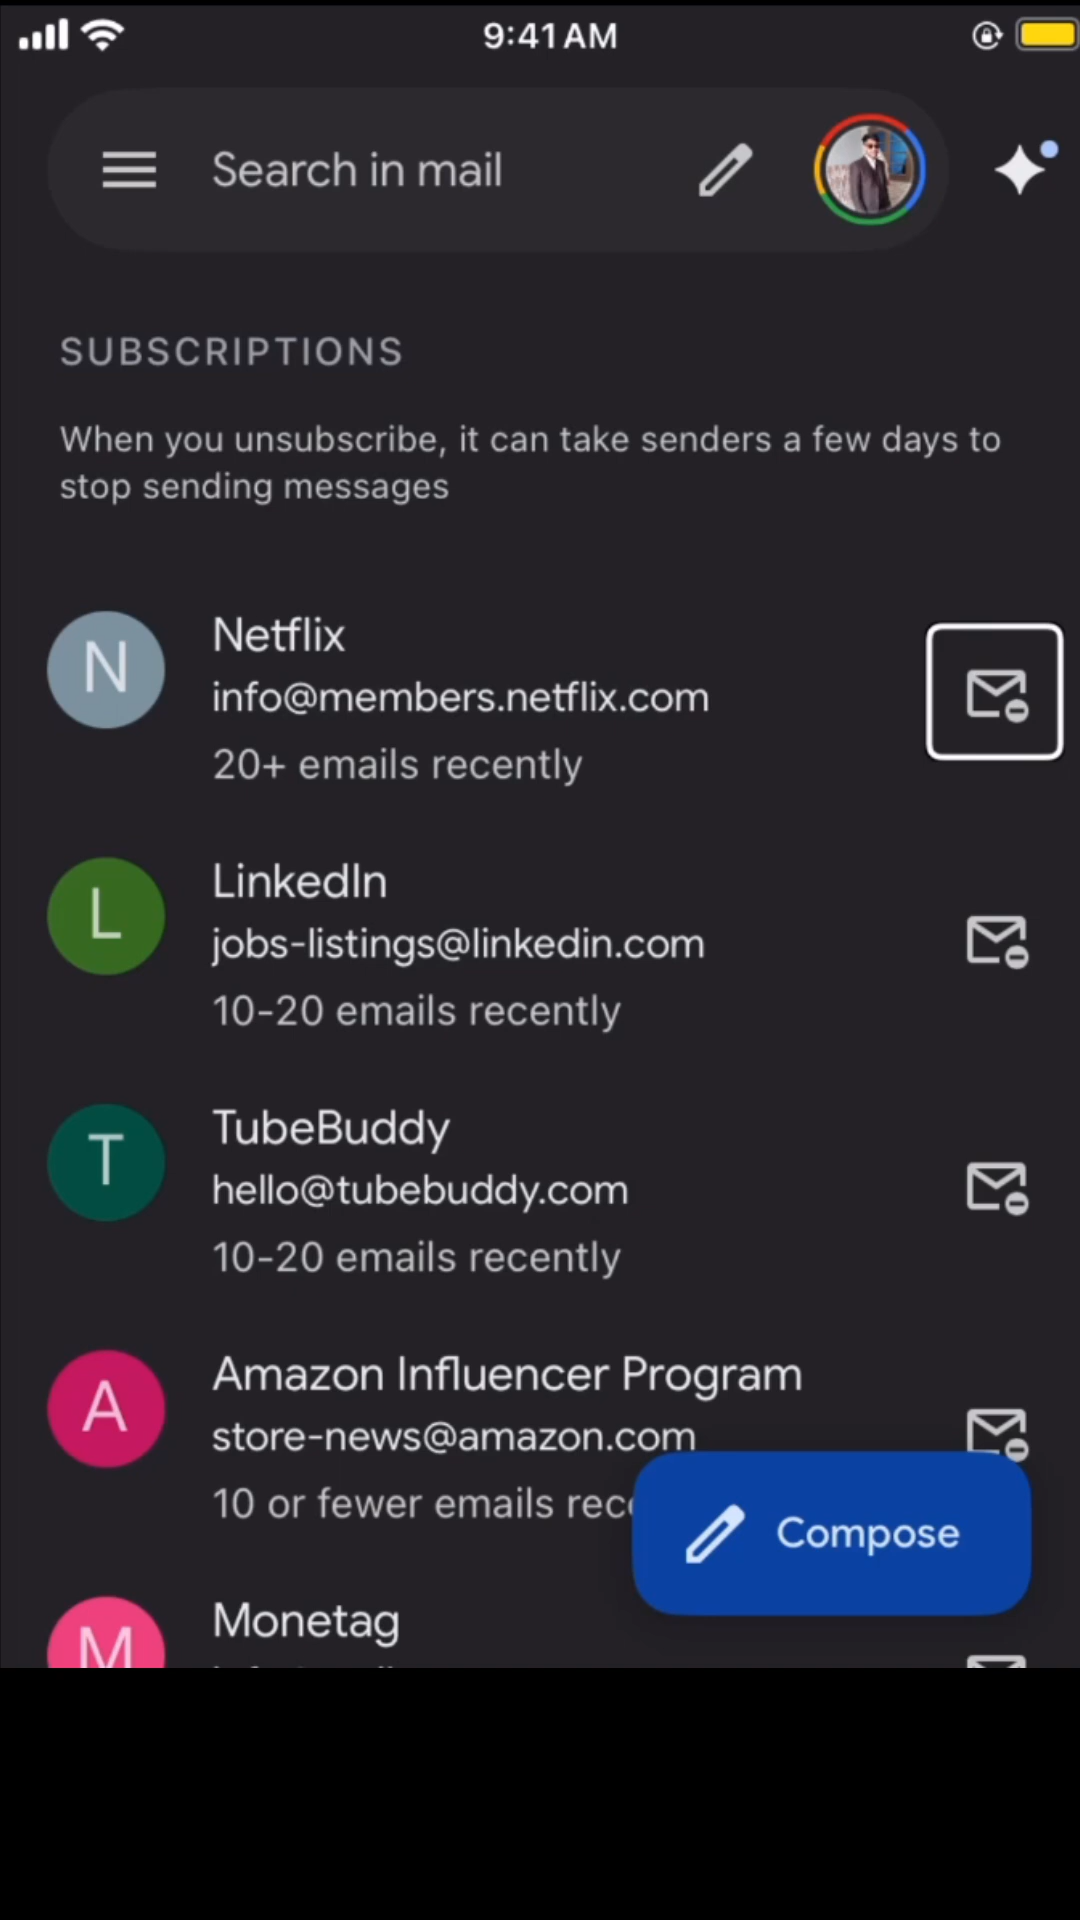 9:41 AM
Search in mail
SUBSCRIPTIONS
When you unsubscribe, it can take senders a few days to
stop sending messages
N
Netflix
info@members.netflix.com
20+ emails recently
L
LinkedIn
jobs-listings@linkedin.com
10-20 emails recently
T
TubeBuddy
hello@tubebuddy.com
10-20 emails recently
A
Amazon Influencer Program
store-news@amazon.com
10 or fewer emails
Compose
M
Monetag